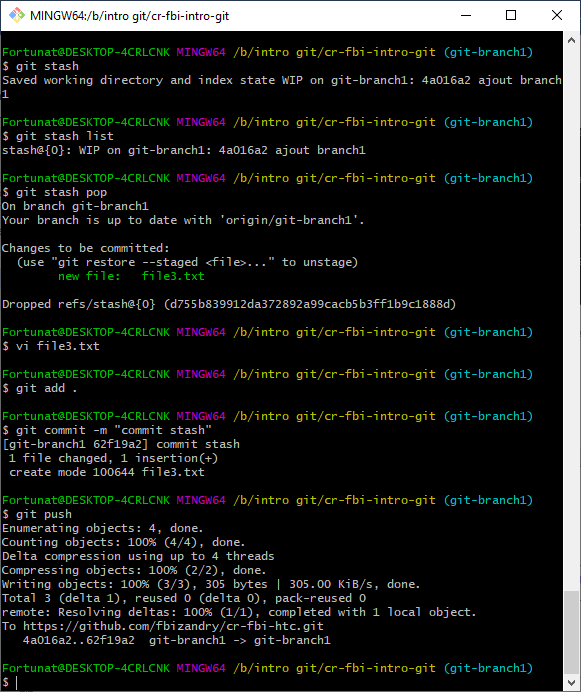 MINGW64:/b/intro git/cr-fbi-intro-git
Fortunat@DESKTOP-4CRLCNK MINGW64 /b/intro git/cr-fbi-intro-git (git-branch1)
$ git stash
Saved working directory and index state WIP on git-branch1: 4a016a2 ajout branch
1
Fortunat@DESKTOP-4CRLCNK MINGW64 /b/intro git/cr-fbi-intro-git (git-branch1)
$ git stash list
stash@{0}: WIP on git-branch1: 4a016a2 ajout branch1
Fortunat@DESKTOP-4CRLCNK MINGW64 /b/intro git/cr-fbi-intro-git (git-branch1)
$ git stash pop
On branch git-branch1
Your branch is up to date with 'origin/git-branch1'.
Changes to be committed:
  (use "git restore --staged <file>..." to unstage)
        new file:   file3.txt
Dropped refs/stash@{0} (d755b839912da372892a99cacb5b3ff1b9c1888d)
Fortunat@DESKTOP-4CRLCNK MINGW64 /b/intro git/cr-fbi-intro-git (git-branch1)
$ vi file3.txt
Fortunat@DESKTOP-4CRLCNK MINGW64 /b/intro git/cr-fbi-intro-git (git-branch1)
$ git add .
Fortunat@DESKTOP-4CRLCNK MINGW64 /b/intro git/cr-fbi-intro-git (git-branch1)
$ git commit -m "commit stash"
[git-branch1 62f19a2] commit stash
 1 file changed, 1 insertion(+)
 create mode 100644 file3.txt
Fortunat@DESKTOP-4CRLCNK MINGW64 /b/intro git/cr-fbi-intro-git (git-branch1)
$ git push
Enumerating objects: 4, done.
Counting objects: 100% (4/4), done.
Delta compression using up to 4 threads
Compressing objects: 100% (2/2), done.
Writing objects: 100% (3/3), 305 bytes | 305.00 KiB/s, done.
Total 3 (delta 1), reused 0 (delta 0), pack-reused 0
remote: Resolving deltas: 100% (1/1), completed with 1 local object.
To https://github.com/fbizandry/cr-fbi-htc.git
   4a016a2..62f19a2  git-branch1 -> git-branch1
Fortunat@DESKTOP-4CRLCNK MINGW64 /b/intro git/cr-fbi-intro-git (git-branch1)
$